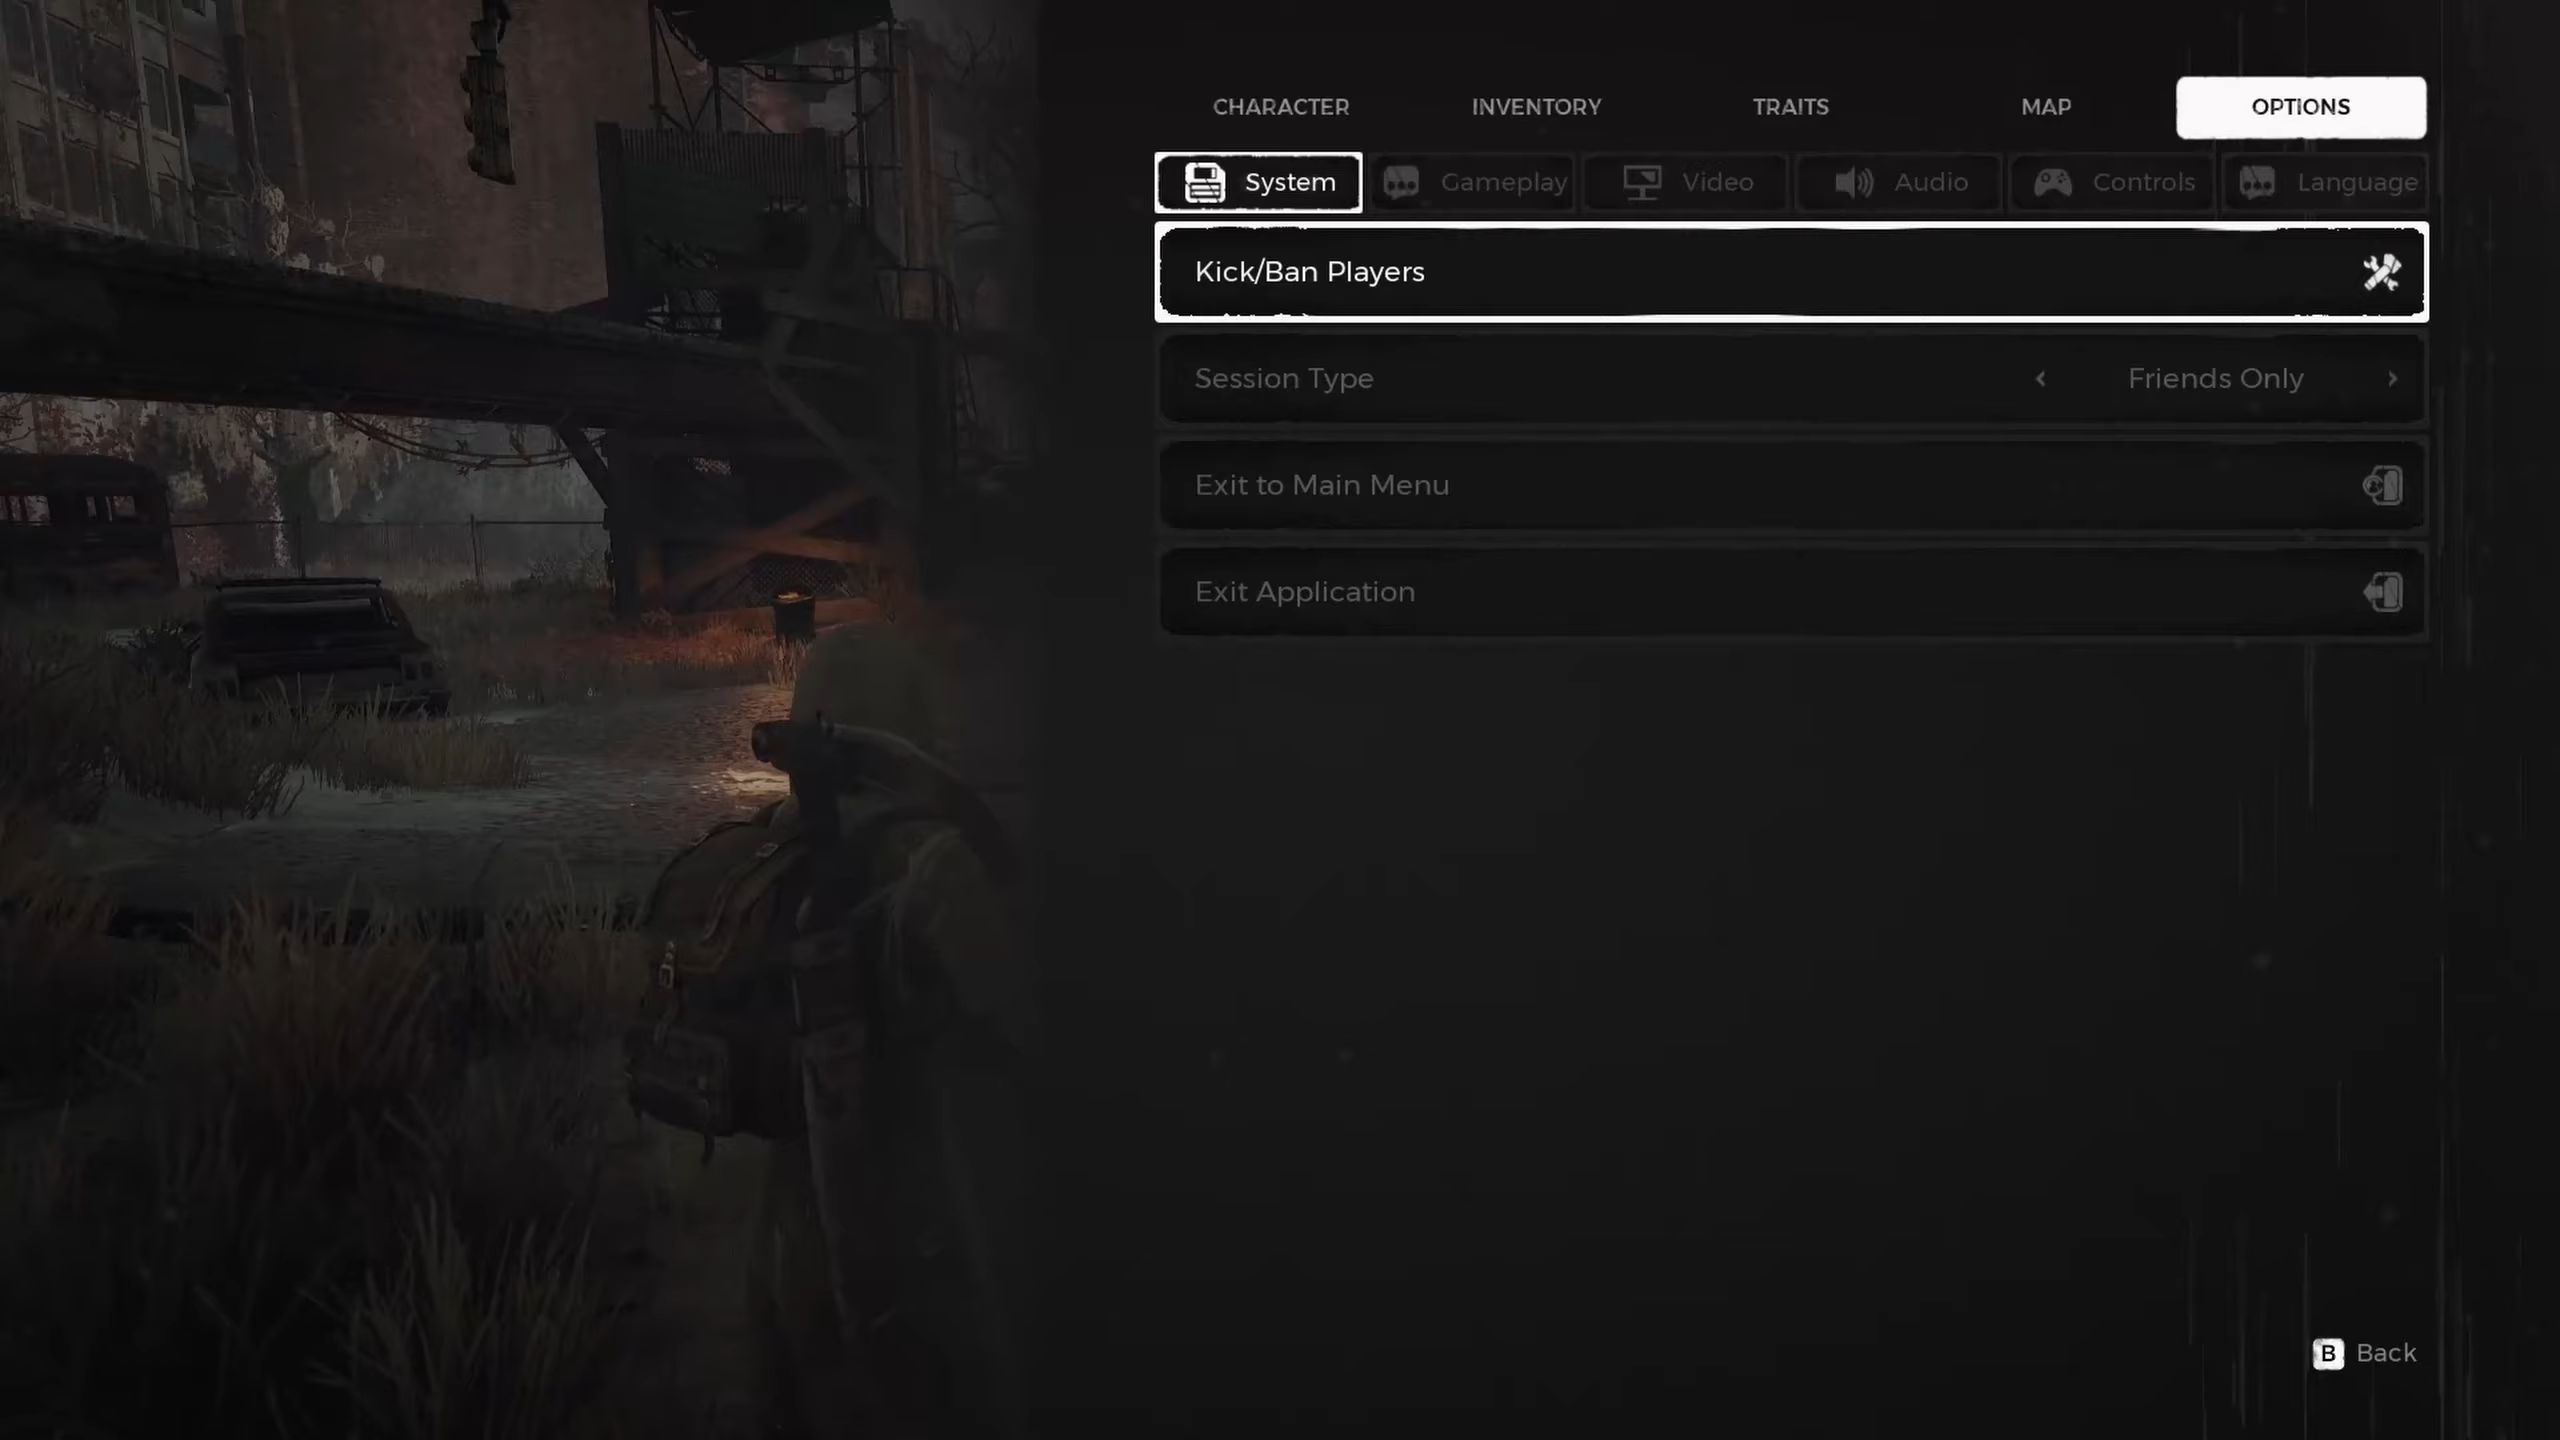 CHARACTER INVENTORY TRAITS MAP OPTIONS
System Gameplay Video Audio Controls Language
Kick/Ban Players
Session Type Friends Only
Exit to Main Menu
Exit Application
B Back